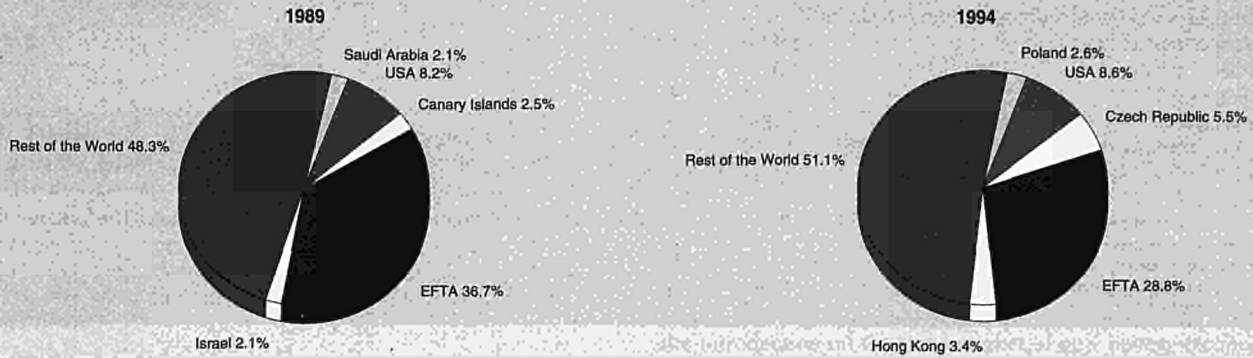 1989
Saudi Arabia 2.1%
USA 8.2%
Canary Islands 2.5%
Rest of the World 48.3%
EFTA 36.7%
Israel 2.1%
1994
Poland 2.6%
USA 8.6%
Czech Republic 5.5%
Rest of the World 51.1%
EFTA 28.8%
Hong Kong 3.4%